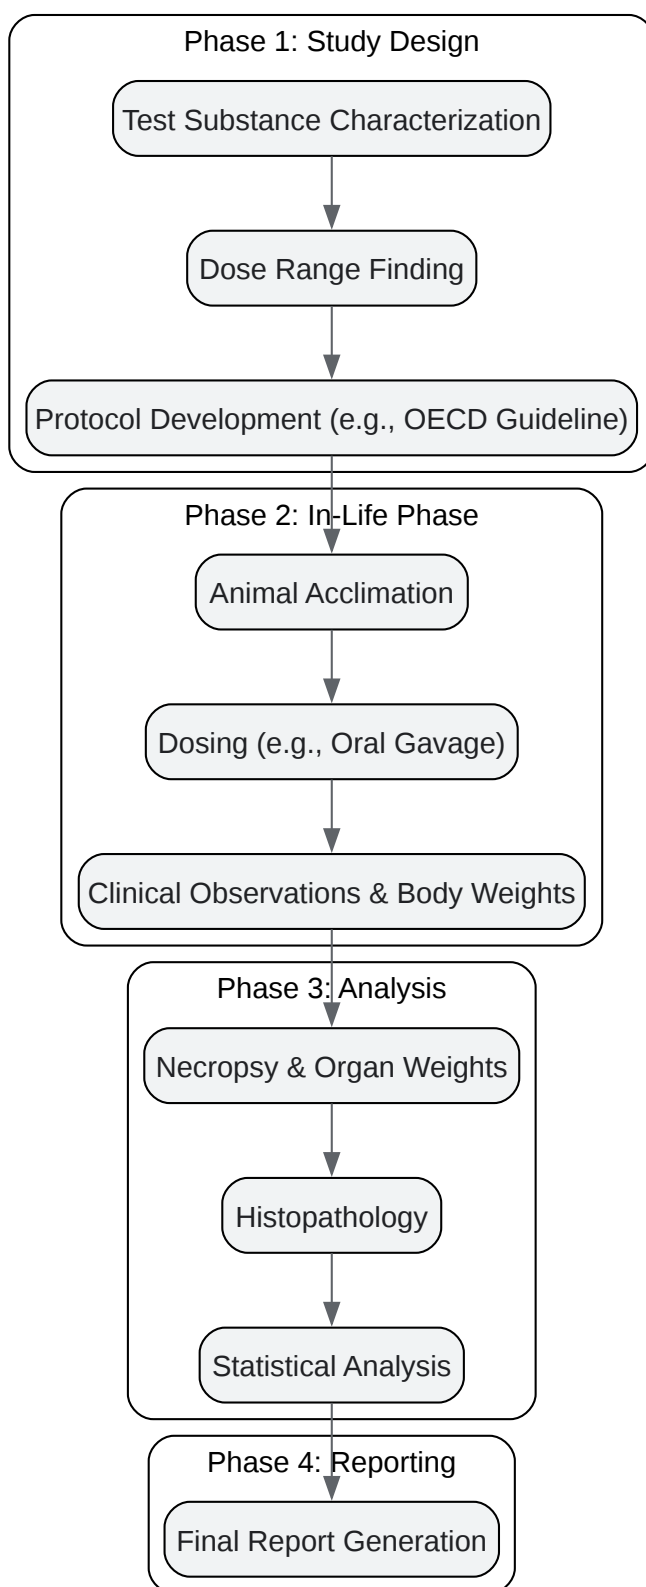 Phase 1: Study Design
Test Substance Characterization
Dose Range Finding
Protocol Development (e.g., OECD Guideline)
Phase 2: In-Life Phase
Animal Acclimation
Dosing (e.g., Oral Gavage)
Clinical Observations & Body Weights
Phase 3: Analysis
Necropsy & Organ Weights
Histopathology
Statistical Analysis
Phase 4: Reporting
Final Report Generation